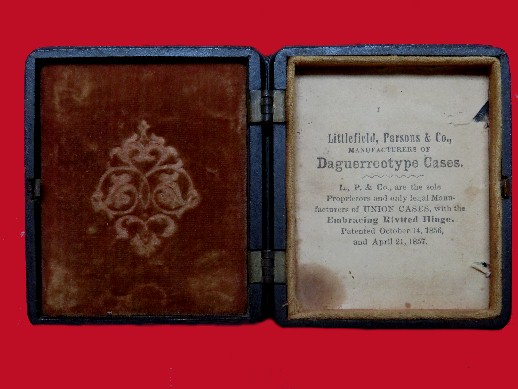 Littlefield, Parsons & Co.,
MANUFACTURERS OF
Daguerreotype Cases.
L., P. & Co., are the sole
Proprietors and only legal Manu-
facturers of UNION CASES, with the
Embracing Rivited Hinge.
Patented October 14, 1856,
and April 21, 1857.